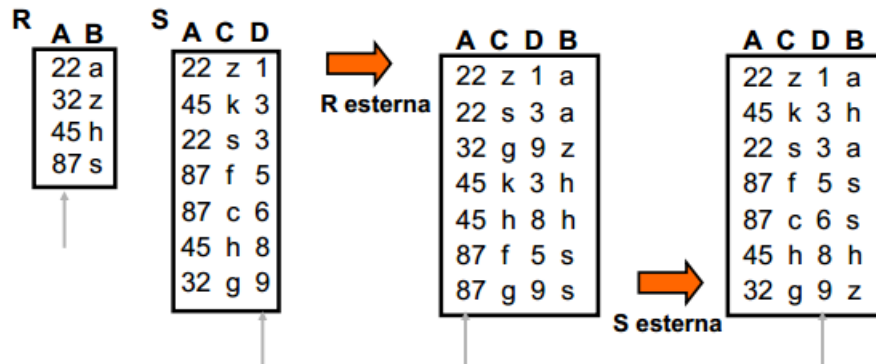 R
A B
22 a
32 z
45 h
87 s
S
A C D
22 z 1
45 k 3
22 s 3
87 f 5
87 c 6
45 h 8
32 g 9
R esterna
A C D B
22 z 1 a
22 s 3 a
32 g 9 z
45 k 3 h
45 h 8 h
87 f 5 s
87 g 9 s
S esterna
A C D B
22 z 1 a
45 k 3 h
22 s 3 a
87 f 5 s
87 c 6 s
45 h 8 h
32 g 9 z